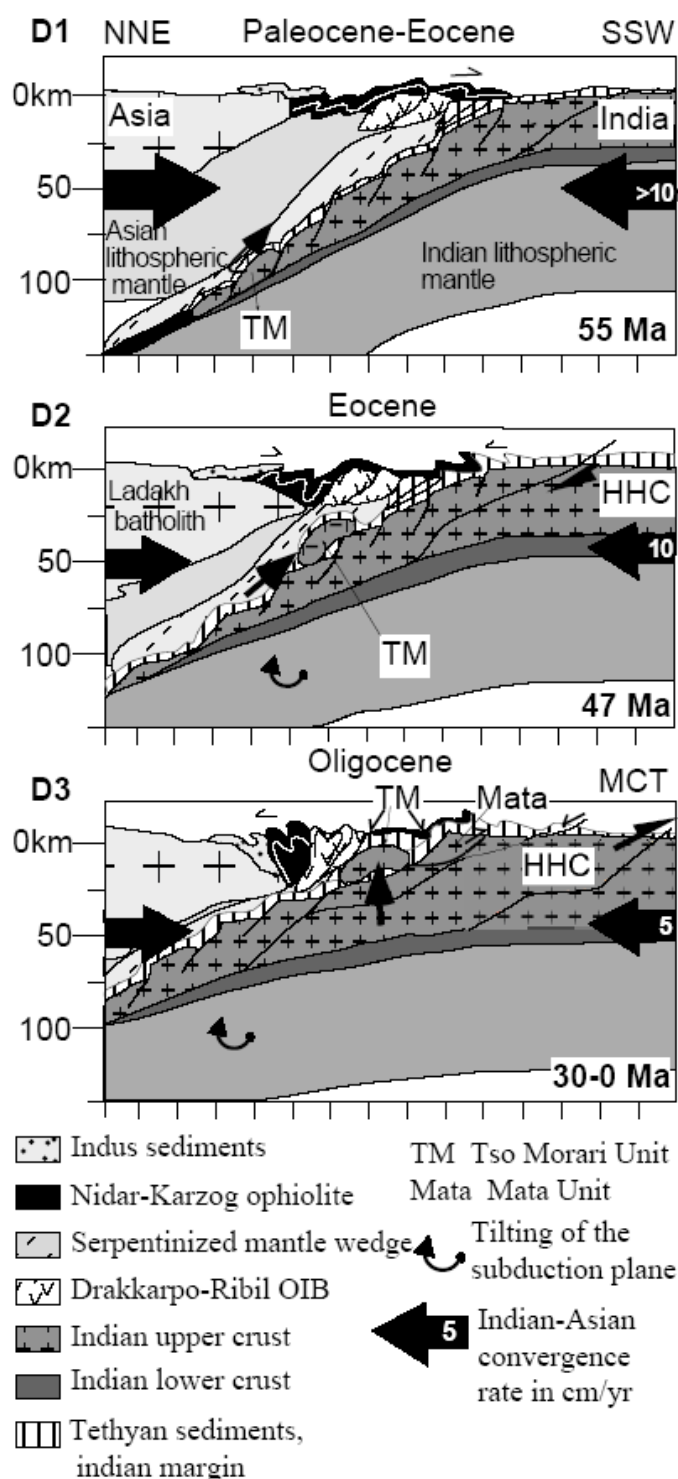 D1 NNE Paleocene-Eocene SSW
0km
Asia
India
50
>10
Asian
lithospheric
mantle
Indian lithospheric
mantle
100
TM
55 Ma
D2 Eocene
0km
Ladakh
batholith
HHC
50
10
100
TM
47 Ma
D3 Oligocene MCT
TM Mata
0km
HHC
50
5
100
30-0 Ma
Indus sediments
Nidar-Karzog ophiolite
Serpentinized mantle wedge
Drakkarpo-Ribil OIB
Indian upper crust
Indian lower crust
Tethyan sediments,
indian margin
TM Tso Morari Unit
Mata Mata Unit
Tilting of the
subduction plane
5 Indian-Asian
convergence
rate in cm/yr